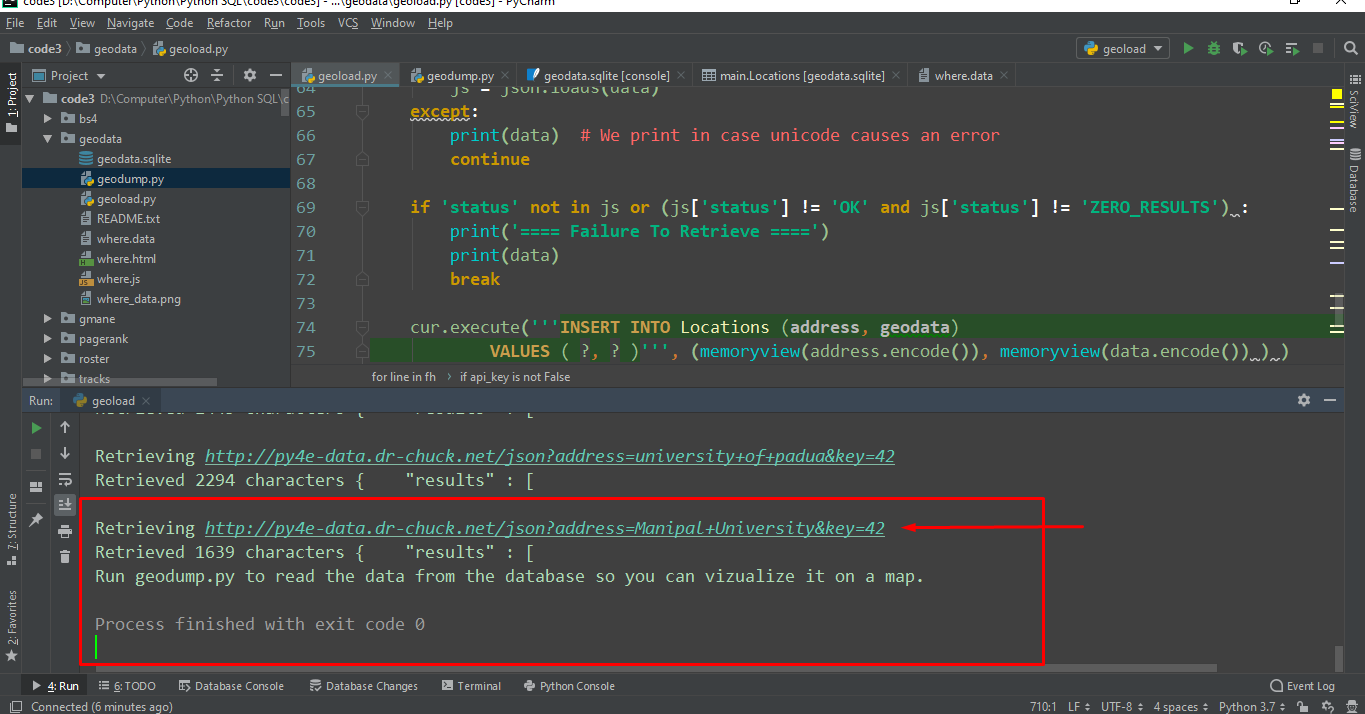 code3 [D:\Computer\Python\Python SQL\code3\code3] - ...\geodata\geoload.py [code3] - PyCharm
File Edit View Navigate Code Refactor Run Tools VCS Window Help
code3 geodata geoload.py geoload
1: Project
Project
geoload.py geodump.py geodata.sqlite [console] main.Locations [geodata.sqlite] where.data
code3 D:\Computer\Python\Python SQL\c
bs4
geodata
geodata.sqlite
geodump.py
geoload.py
README.txt
where.data
where.html
where.js
where_data.png
gmane
pagerank
roster
tracks
64 js = json.loads(data)
65 except:
66 print(data) # We print in case unicode causes an error
67 continue
68
69 if 'status' not in js or (js['status'] != 'OK' and js['status'] != 'ZERO_RESULTS') :
70 print('==== Failure To Retrieve ====')
71 print(data)
72 break
73
74 cur.execute('''INSERT INTO Locations (address, geodata)
75 VALUES ( ?, ? )''', (memoryview(address.encode()), memoryview(data.encode()) ) )
for line in fh › if api_key is not False
SciView
Database
Run: geoload
"results" : [
Retrieving http://py4e-data.dr-chuck.net/json?address=university+of+padua&key=42
Retrieved 2294 characters { "results" : [
Retrieving http://py4e-data.dr-chuck.net/json?address=Manipal+University&key=42
Retrieved 1639 characters { "results" : [
Run geodump.py to read the data from the database so you can vizualize it on a map.
Process finished with exit code 0
7: Structure
2: Favorites
4: Run 6: TODO Database Console Database Changes Terminal Python Console Event Log
Connected (6 minutes ago) 710:1 LF UTF-8 4 spaces Python 3.7